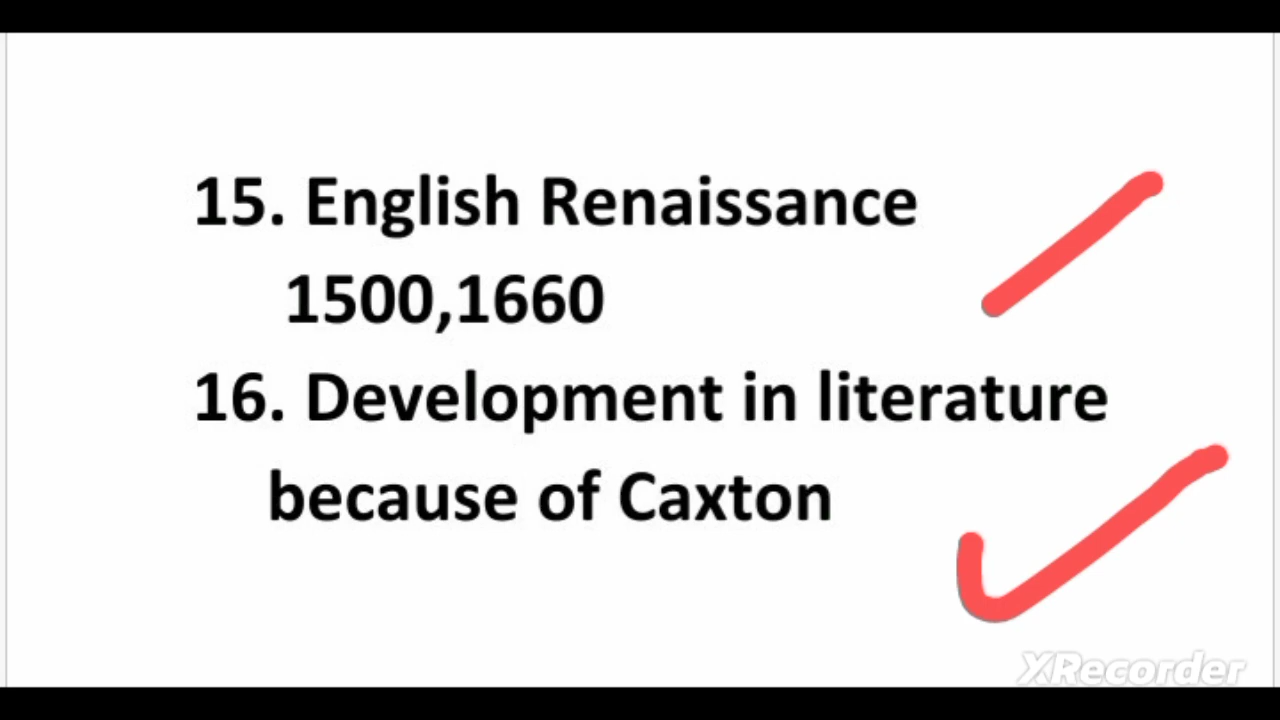 15. English Renaissance
1500,1660
16. Development in literature
because of Caxton
XRecorder